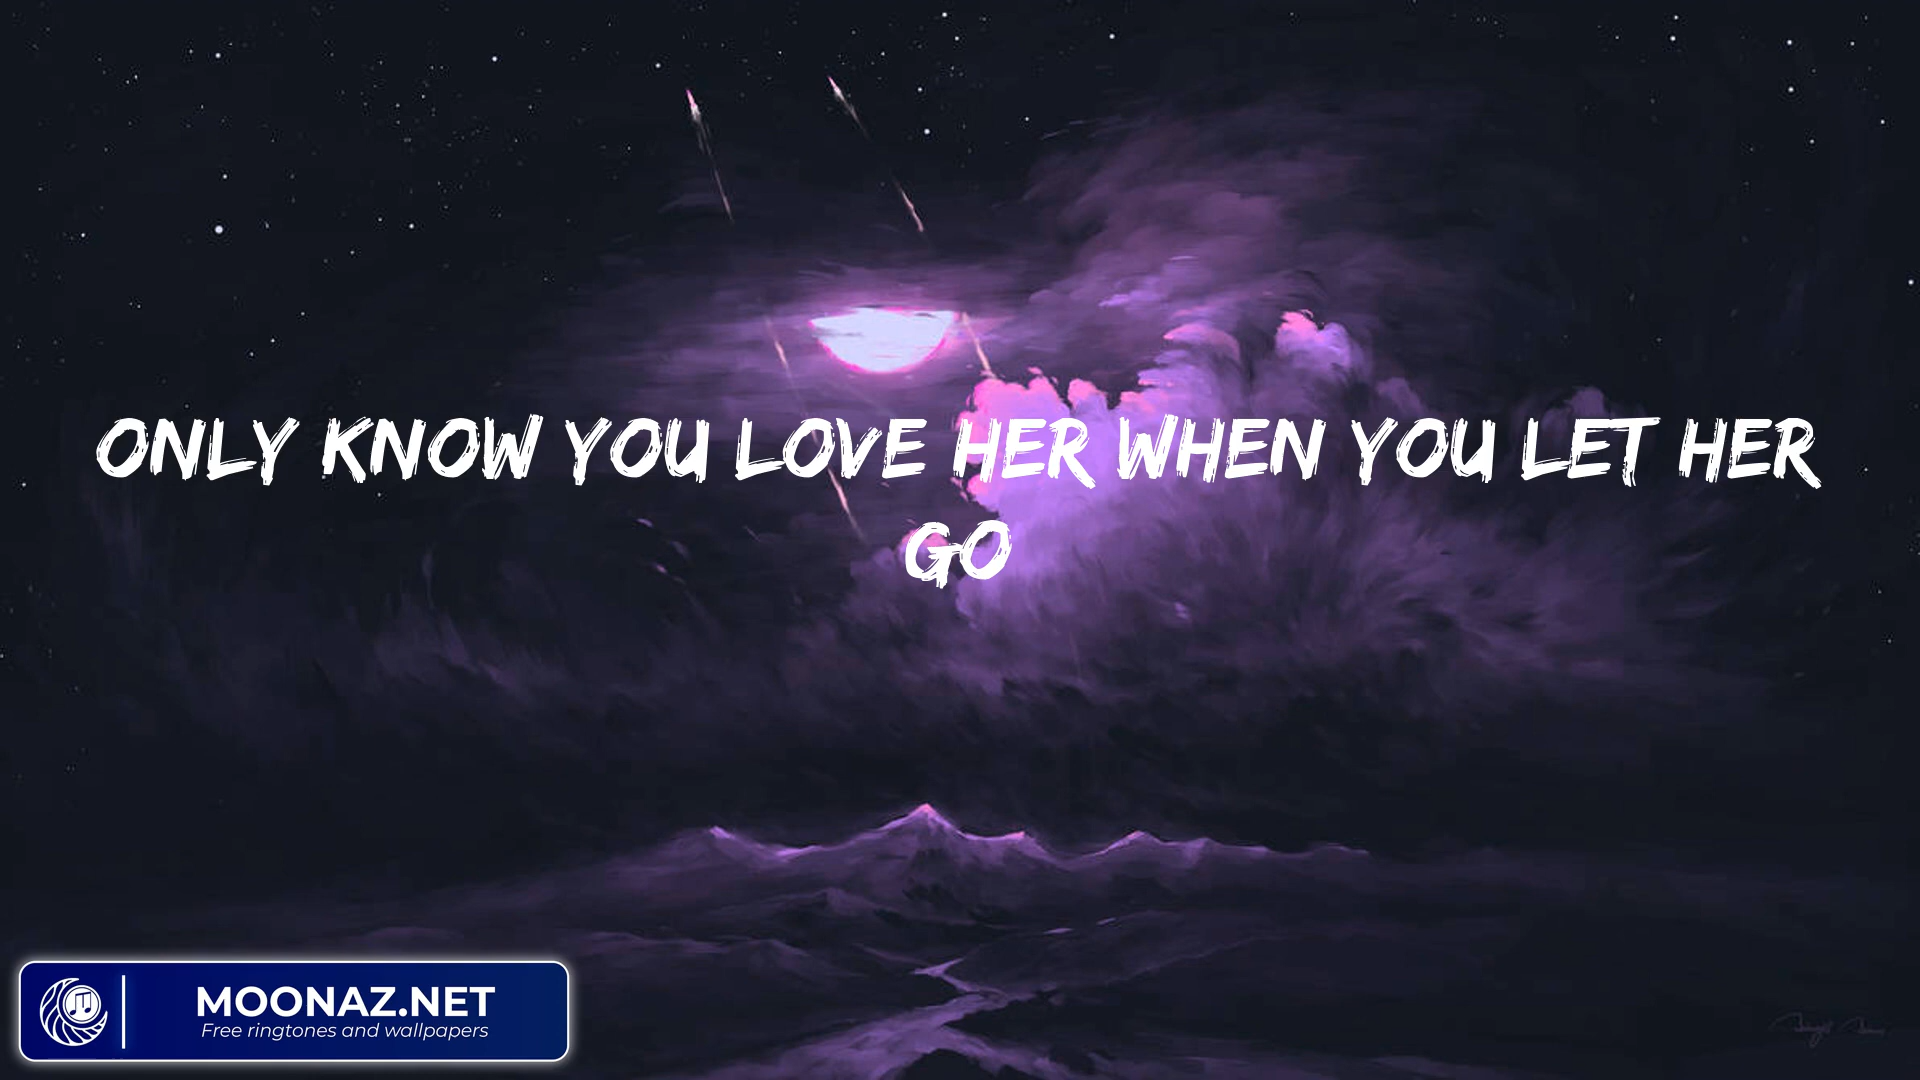 ONLY KNOW YOU LOVE HER WHEN YOU LET HER
GO
MOONAZ.NET
Free ringtones and wallpapers